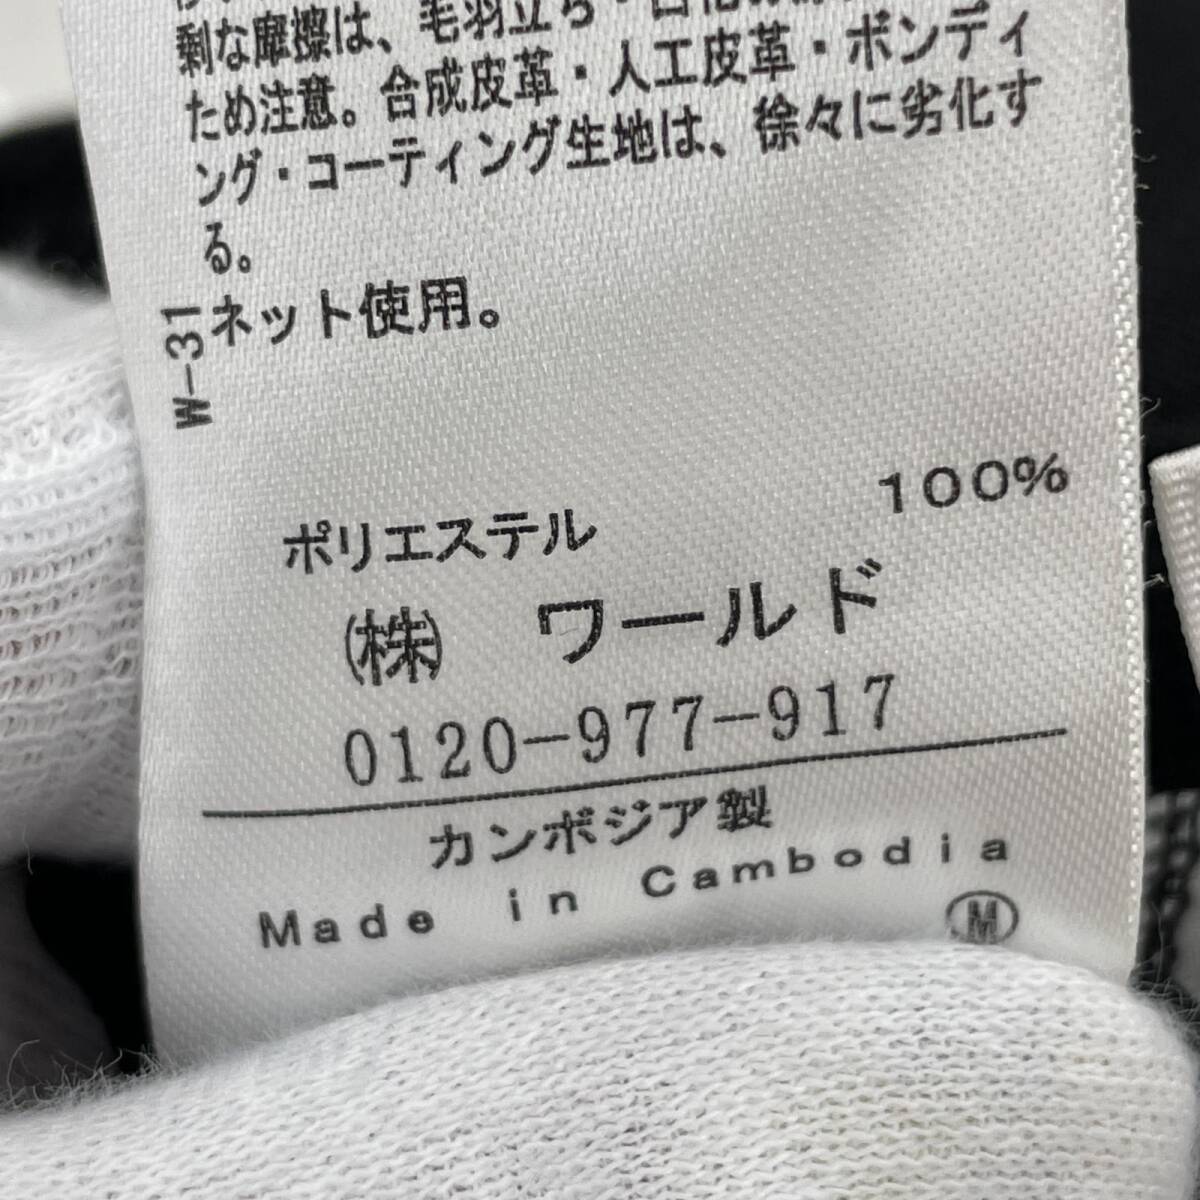 剰な摩擦は、毛羽立ち・
ため注意。合成皮革・人工皮革・ボンディ
ング・コーティング生地は、徐々に劣化す
る。
ネット使用。
W-31
ポリエステル 100%
(株) ワールド
0120-977-917
カンボジア製
Made in Cambodia
M